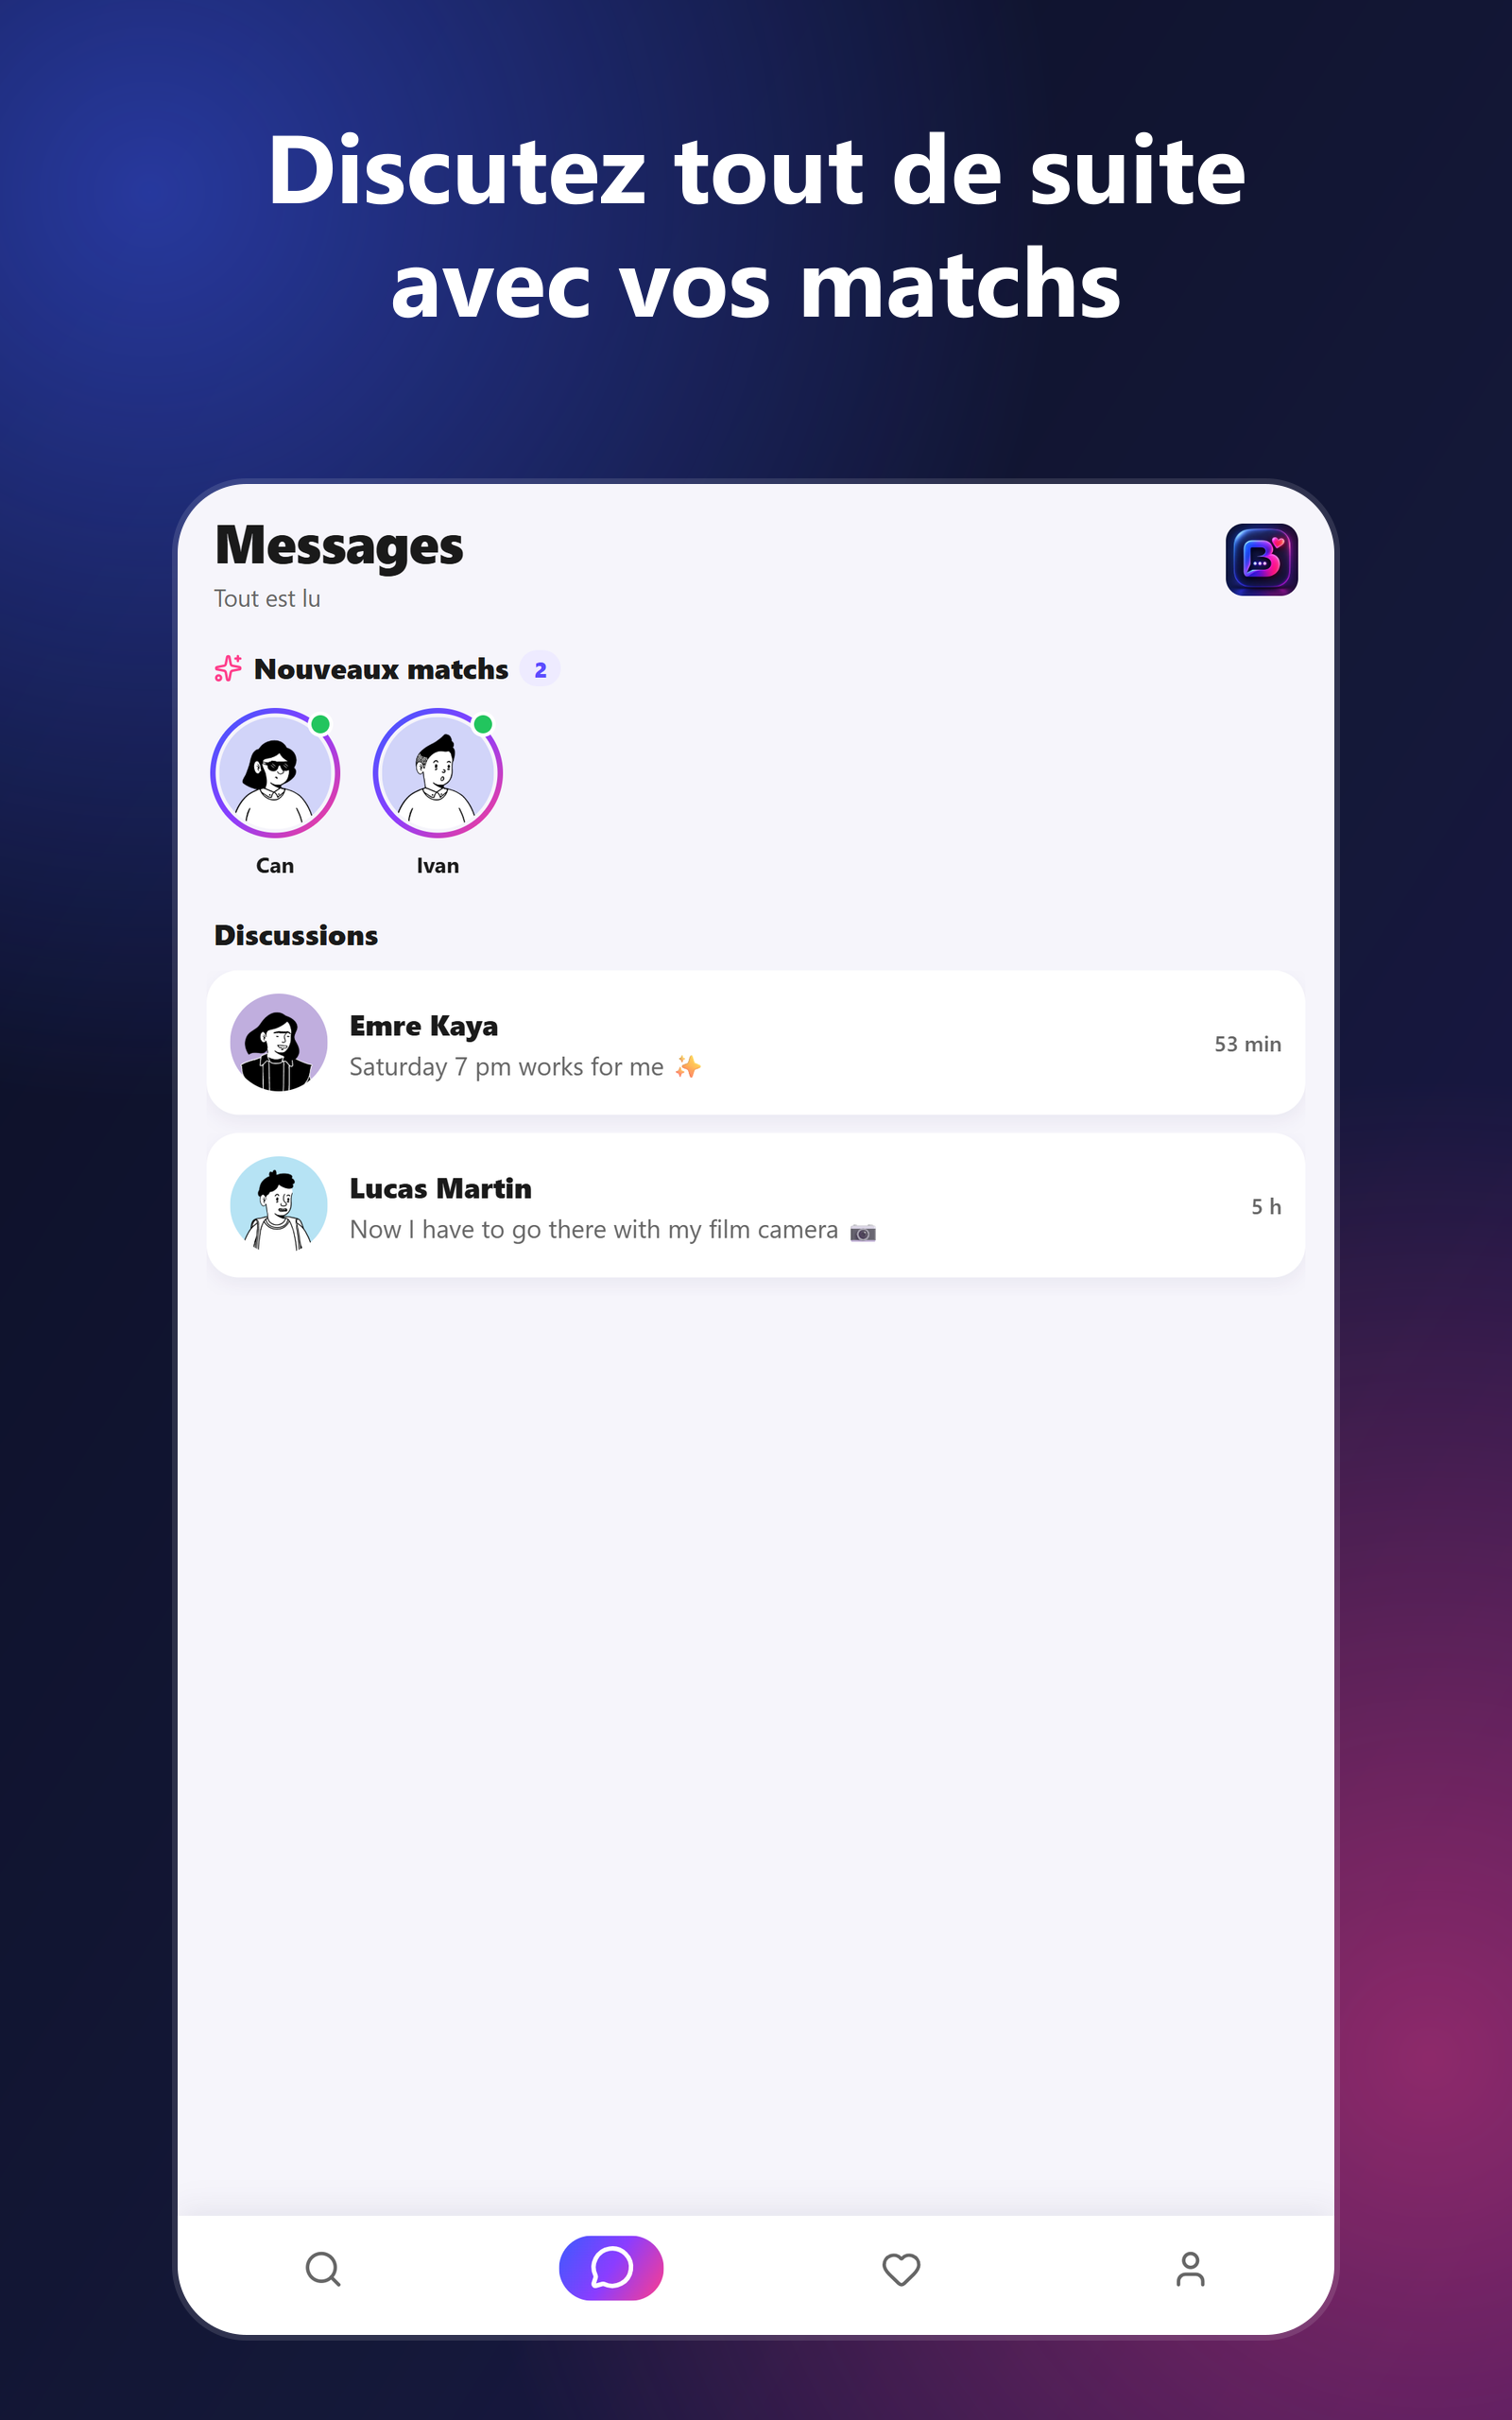 Discutez tout de suite
avec vos matchs
Messages
Tout est lu
B
Nouveaux matchs 2
Can
Ivan
Discussions
Emre Kaya
Saturday 7 pm works for me ✨
53 min
Lucas Martin
Now I have to go there with my film camera 📷
5 h